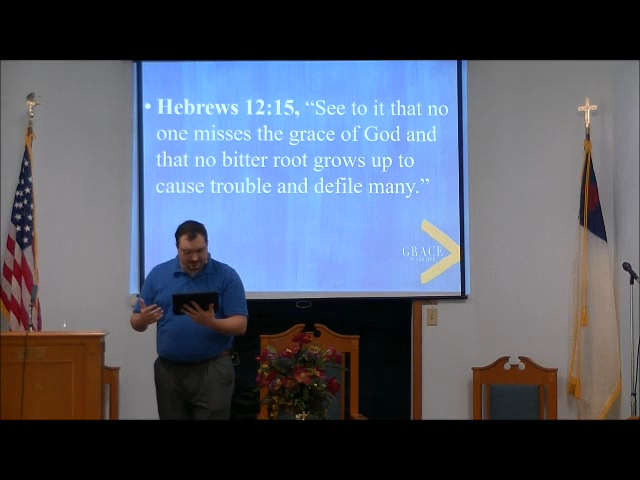 • Hebrews 12:15, “See to it that no
one misses the grace of God and
that no bitter root grows up to
cause trouble and defile many.”
GRACE